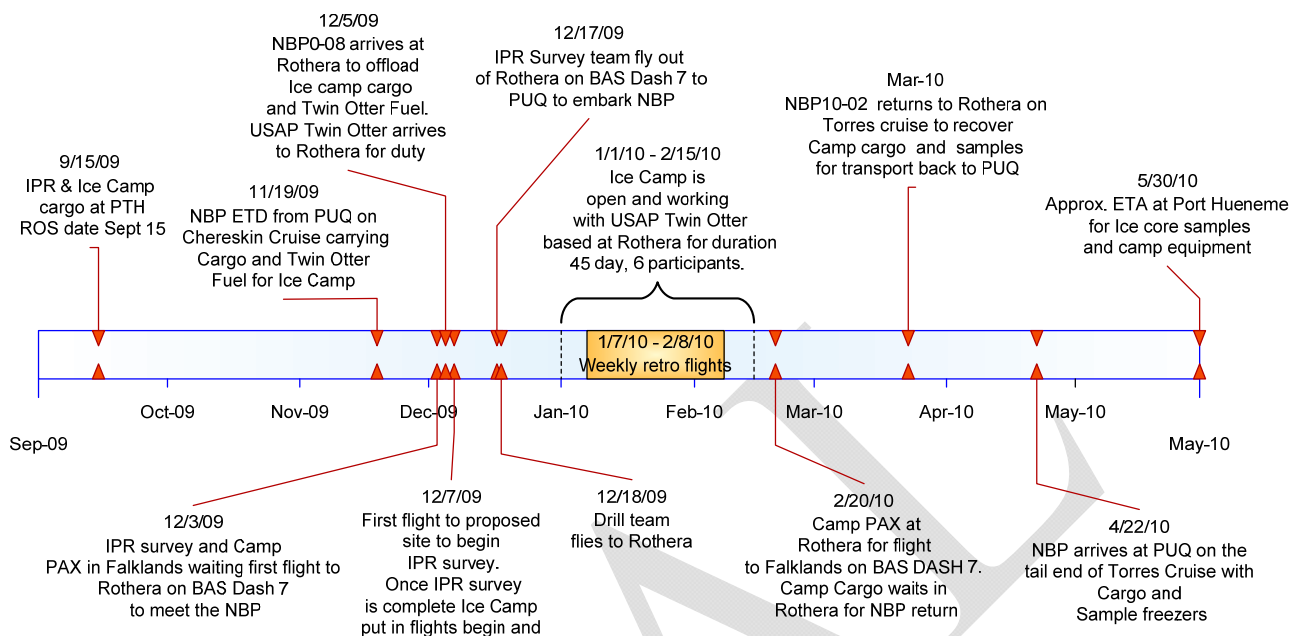 12/5/09
NBP0-08 arrives at
Rothera to offload
Ice camp cargo
and Twin Otter Fuel.
USAP Twin Otter arrives
to Rothera for duty
12/17/09
IPR Survey team fly out
of Rothera on BAS Dash 7 to
PUQ to embark NBP
Mar-10
NBP10-02 returns to Rothera on
Torres cruise to recover
Camp cargo and samples
for transport back to PUQ
9/15/09
IPR & Ice Camp
cargo at PTH
ROS date Sept 15
11/19/09
NBP ETD from PUQ on
Chereskin Cruise carrying
Cargo and Twin Otter
Fuel for Ice Camp
1/1/10 - 2/15/10
Ice Camp is
open and working
with USAP Twin Otter
based at Rothera for duration
45 day, 6 participants.
5/30/10
Approx. ETA at Port Hueneme
for Ice core samples
and camp equipment
1/7/10 - 2/8/10
Weekly retro flights
Oct-09
Nov-09
Dec-09
Jan-10
Feb-10
Mar-10
Apr-10
May-10
Sep-09
May-10
12/3/09
IPR survey and Camp
PAX in Falklands waiting first flight to
Rothera on BAS Dash 7
to meet the NBP
12/7/09
First flight to proposed
site to begin
IPR survey.
Once IPR survey
is complete Ice Camp
put in flights begin and
12/18/09
Drill team
flies to Rothera
2/20/10
Camp PAX at
Rothera for flight
to Falklands on BAS DASH 7.
Camp Cargo waits in
Rothera for NBP return
4/22/10
NBP arrives at PUQ on the
tail end of Torres Cruise with
Cargo and
Sample freezers